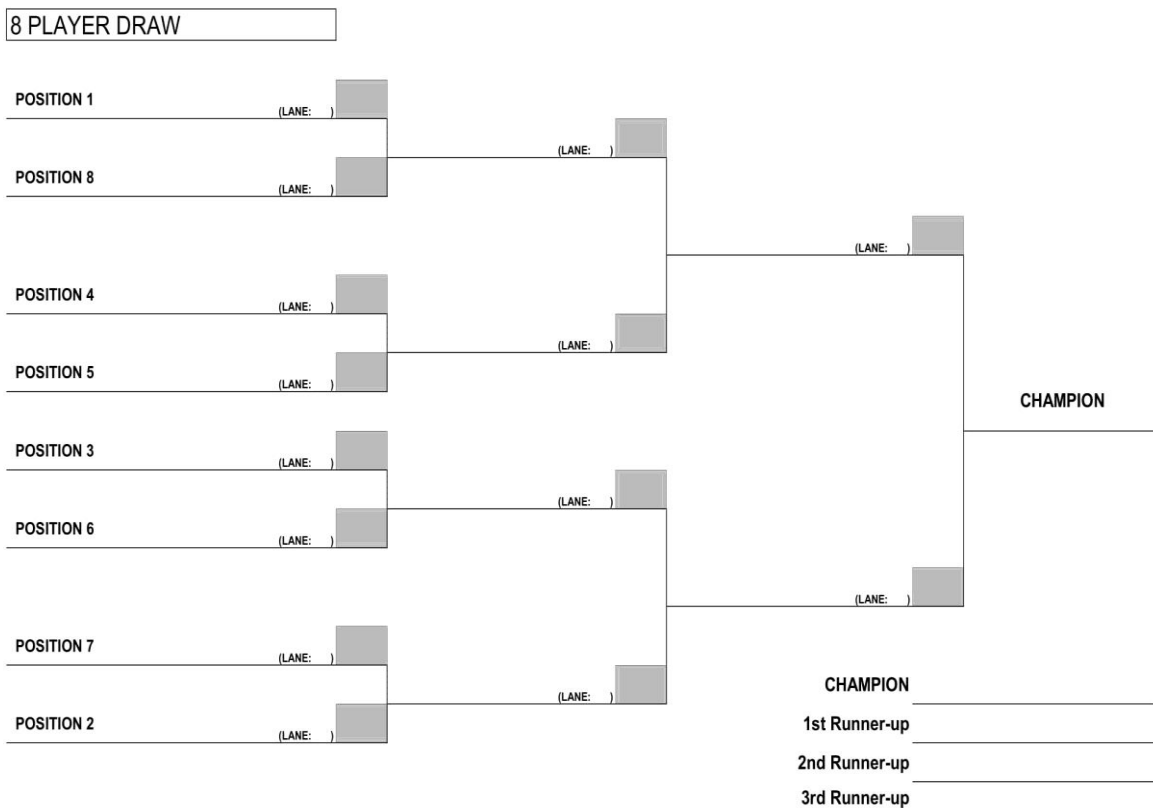 8 PLAYER DRAW
POSITION 1
(LANE: )
(LANE: )
POSITION 8
(LANE: )
(LANE: )
POSITION 4
(LANE: )
(LANE: )
POSITION 5
(LANE: )
CHAMPION
POSITION 3
(LANE: )
(LANE: )
POSITION 6
(LANE: )
(LANE: )
POSITION 7
(LANE: )
CHAMPION
(LANE: )
POSITION 2
(LANE: )
1st Runner-up
2nd Runner-up
3rd Runner-up